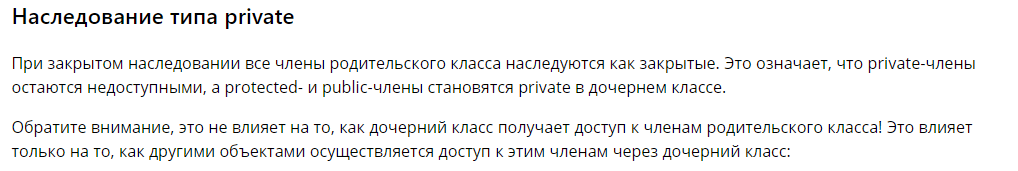 Наследование типа private
При закрытом наследовании все члены родительского класса наследуются как закрытые. Это означает, что private-члены
остаются недоступными, а protected- и public-члены становятся private в дочернем классе.
Обратите внимание, это не влияет на то, как дочерний класс получает доступ к членам родительского класса! Это влияет
только на то, как другими объектами осуществляется доступ к этим членам через дочерний класс: